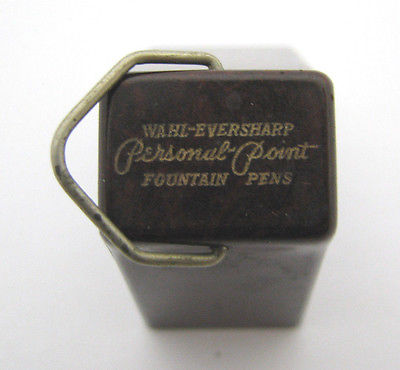 WAHL-EVERSHARP
Personal-Point
FOUNTAIN PENS